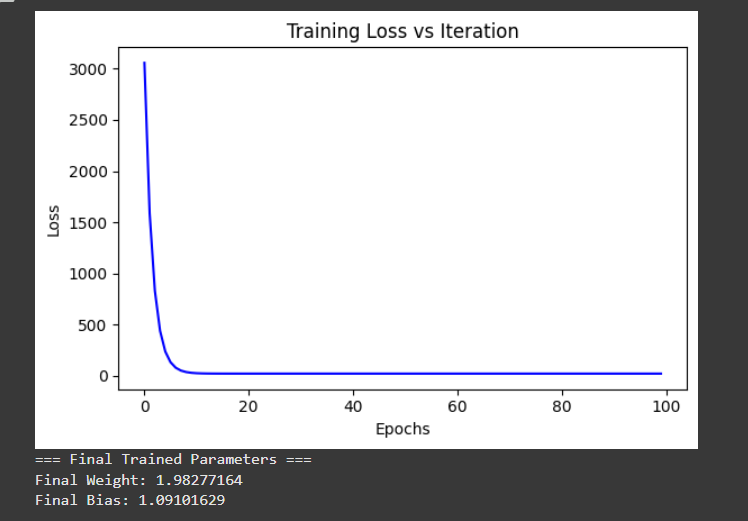 Training Loss vs Iteration
3000
2500
2000
1500
1000
500
0
Loss
0 20 40 60 80 100
Epochs
=== Final Trained Parameters ===
Final Weight: 1.98277164
Final Bias: 1.09101629